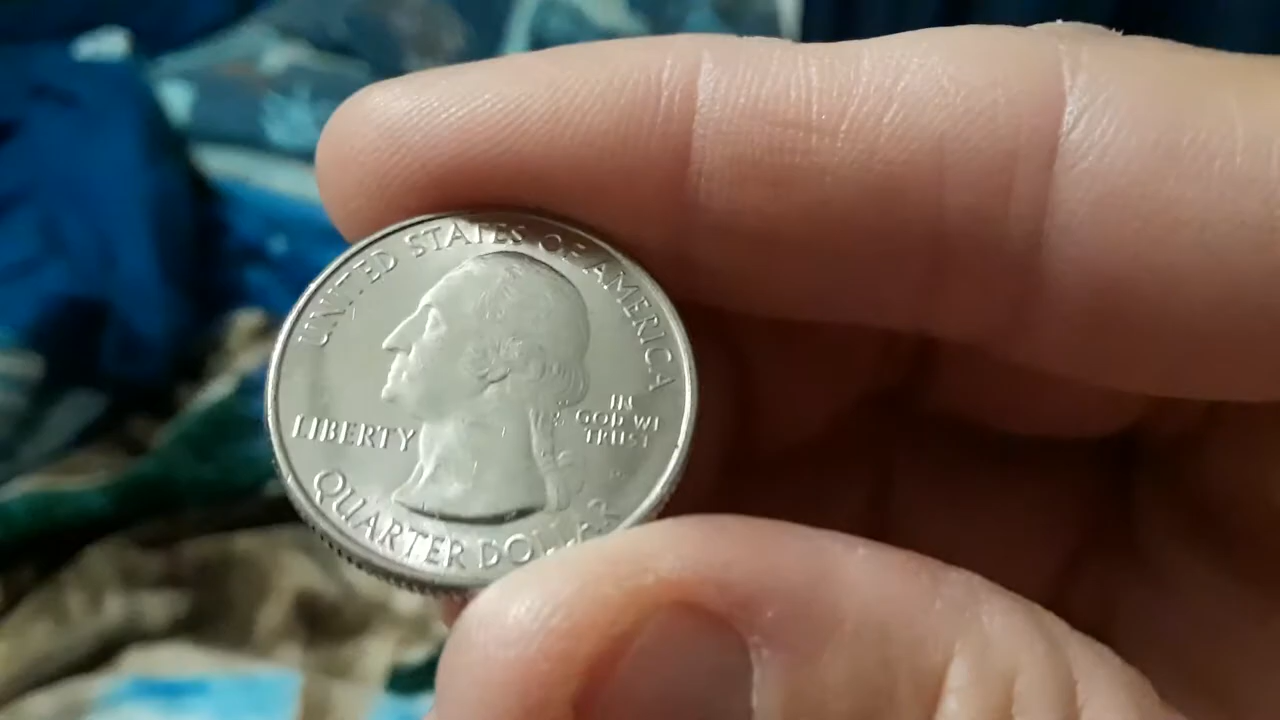 UNITED STATES OF AMERICA
LIBERTY
IN
GOD WE
TRUST
QUARTER DOLLAR